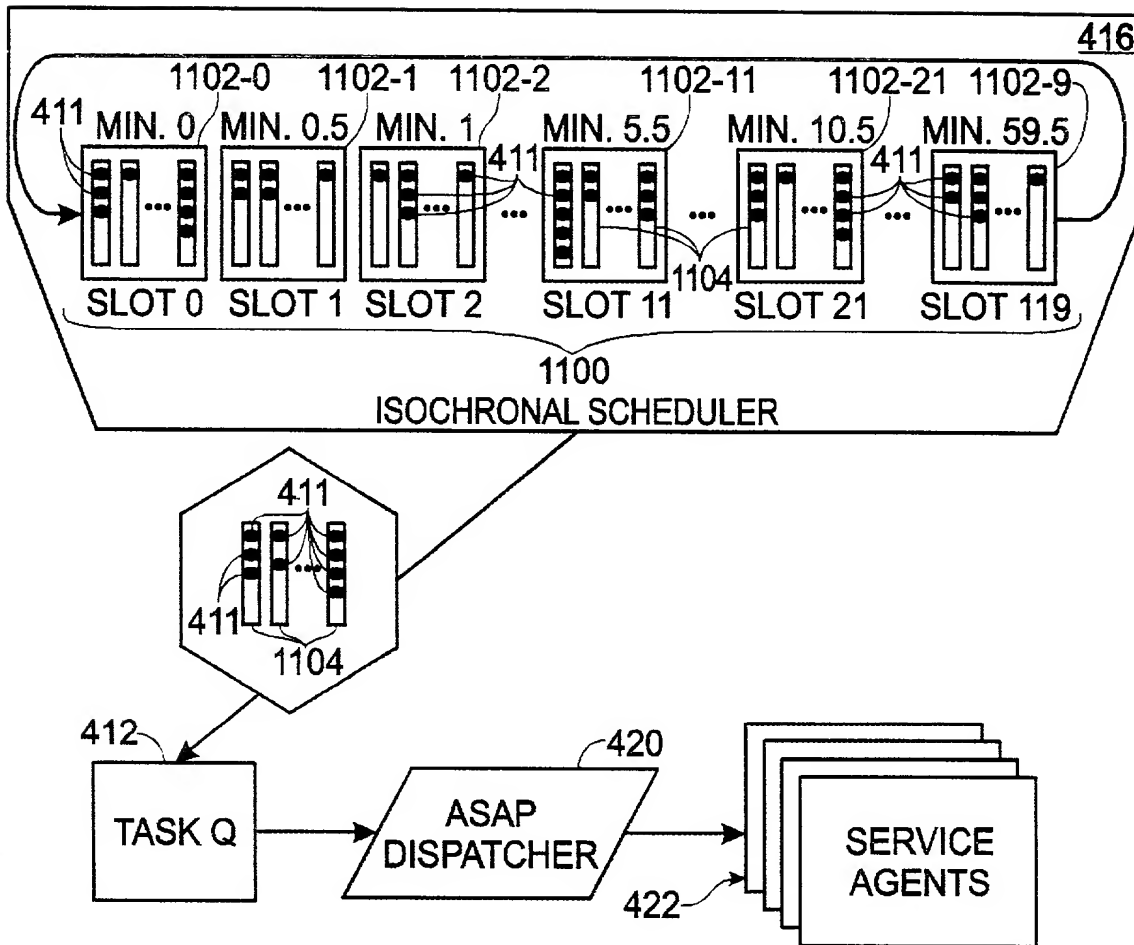 416
1102-0 1102-1 1102-2 1102-11 1102-21 1102-9
411 MIN. 0 MIN. 0.5 MIN. 1 411 MIN. 5.5 MIN. 10.5 411 MIN. 59.5
... ... ... ... ... ... ... ... ...
1104
SLOT 0 SLOT 1 SLOT 2 SLOT 11 SLOT 21 SLOT 119
1100
ISOCHRONAL SCHEDULER
411
...
411
1104
412 420
TASK Q
ASAP
DISPATCHER
SERVICE
AGENTS
422